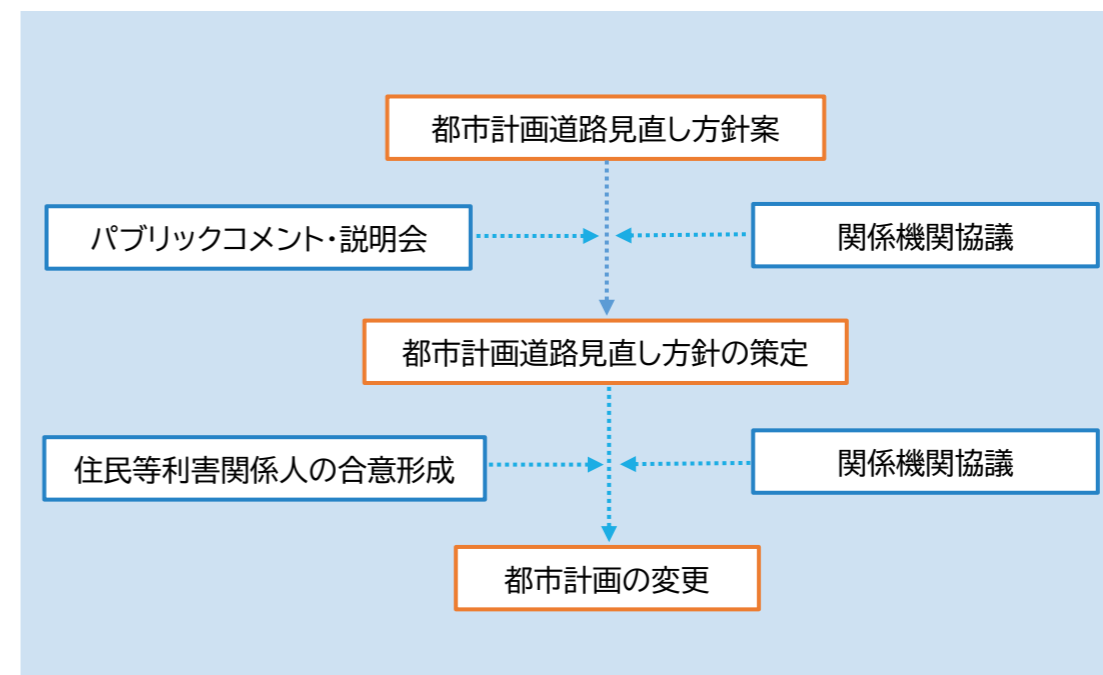 都市計画道路見直し方針案
パブリックコメント・説明会
関係機関協議
都市計画道路見直し方針の策定
住民等利害関係人の合意形成
関係機関協議
都市計画の変更